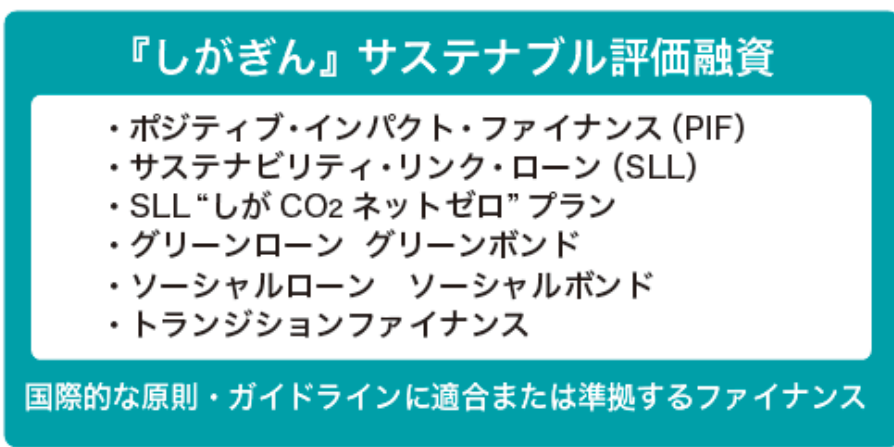 『しがぎん』サステナブル評価融資
・ポジティブ・インパクト・ファイナンス(PIF)
・サステナビリティ・リンク・ローン(SLL)
・SLL“しがCO2ネットゼロ”プラン
・グリーンローン グリーンボンド
・ソーシャルローン　ソーシャルボンド
・トランジションファイナンス
国際的な原則・ガイドラインに適合または準拠するファイナンス